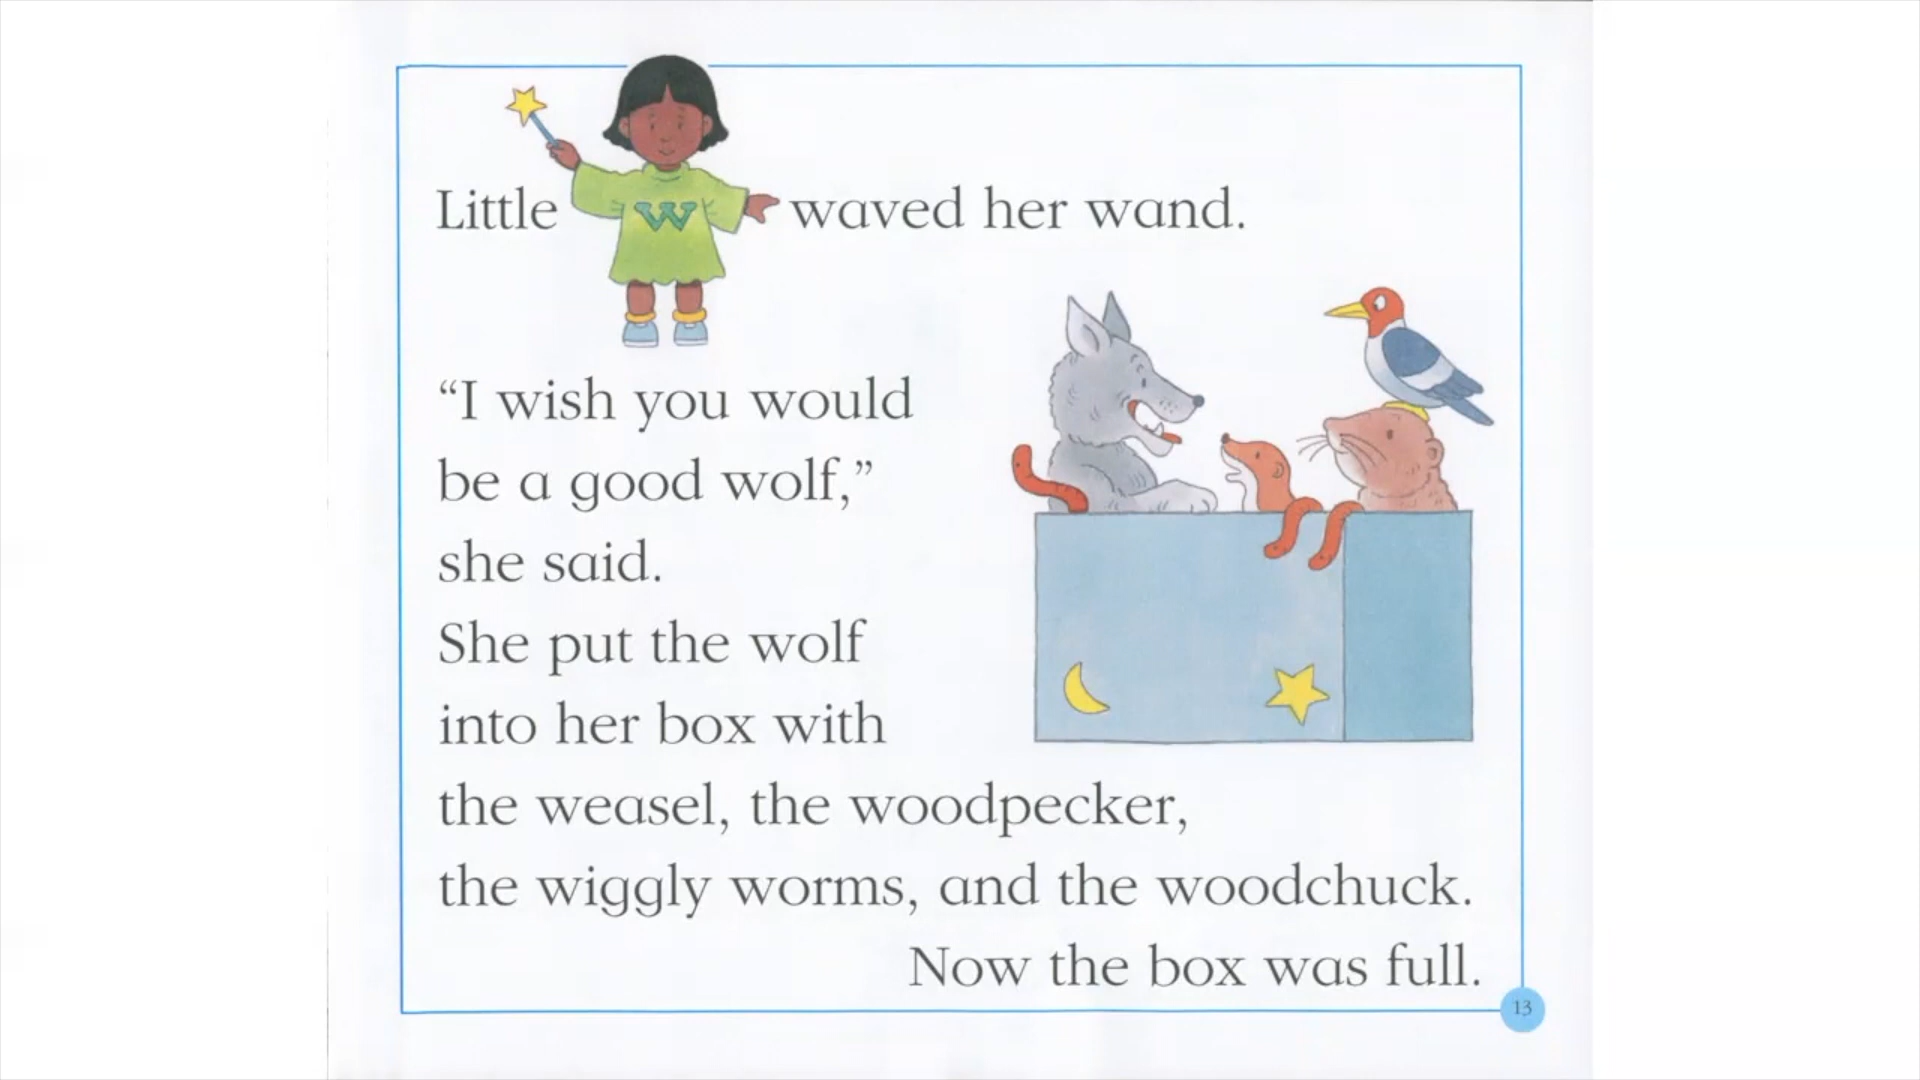 Little W waved her wand.
“I wish you would
be a good wolf,”
she said.
She put the wolf
into her box with
the weasel, the woodpecker,
the wiggly worms, and the woodchuck.
Now the box was full.
13